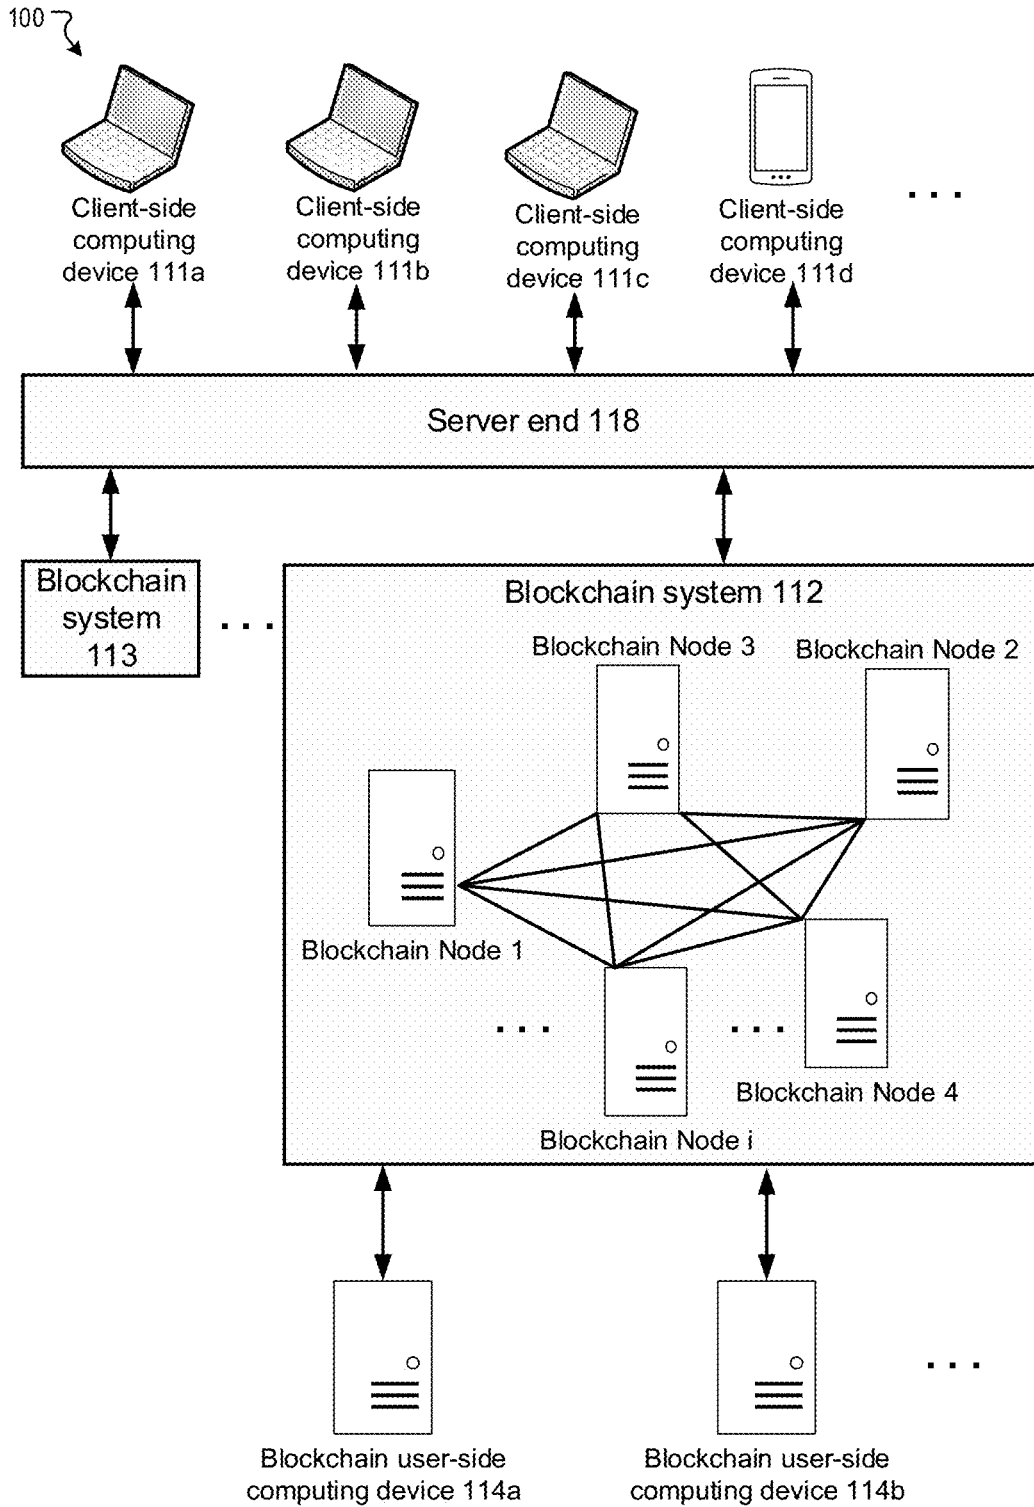 100
Client-side
computing
device 111a
Client-side
computing
device 111b
Client-side
computing
device 111c
Client-side
computing
device 111d
. . .
Server end 118
Blockchain
system
113
. . .
Blockchain system 112
Blockchain Node 3
Blockchain Node 2
Blockchain Node 1
. . .
. . .
Blockchain Node 4
Blockchain Node i
. . .
Blockchain user-side
computing device 114a
Blockchain user-side
computing device 114b